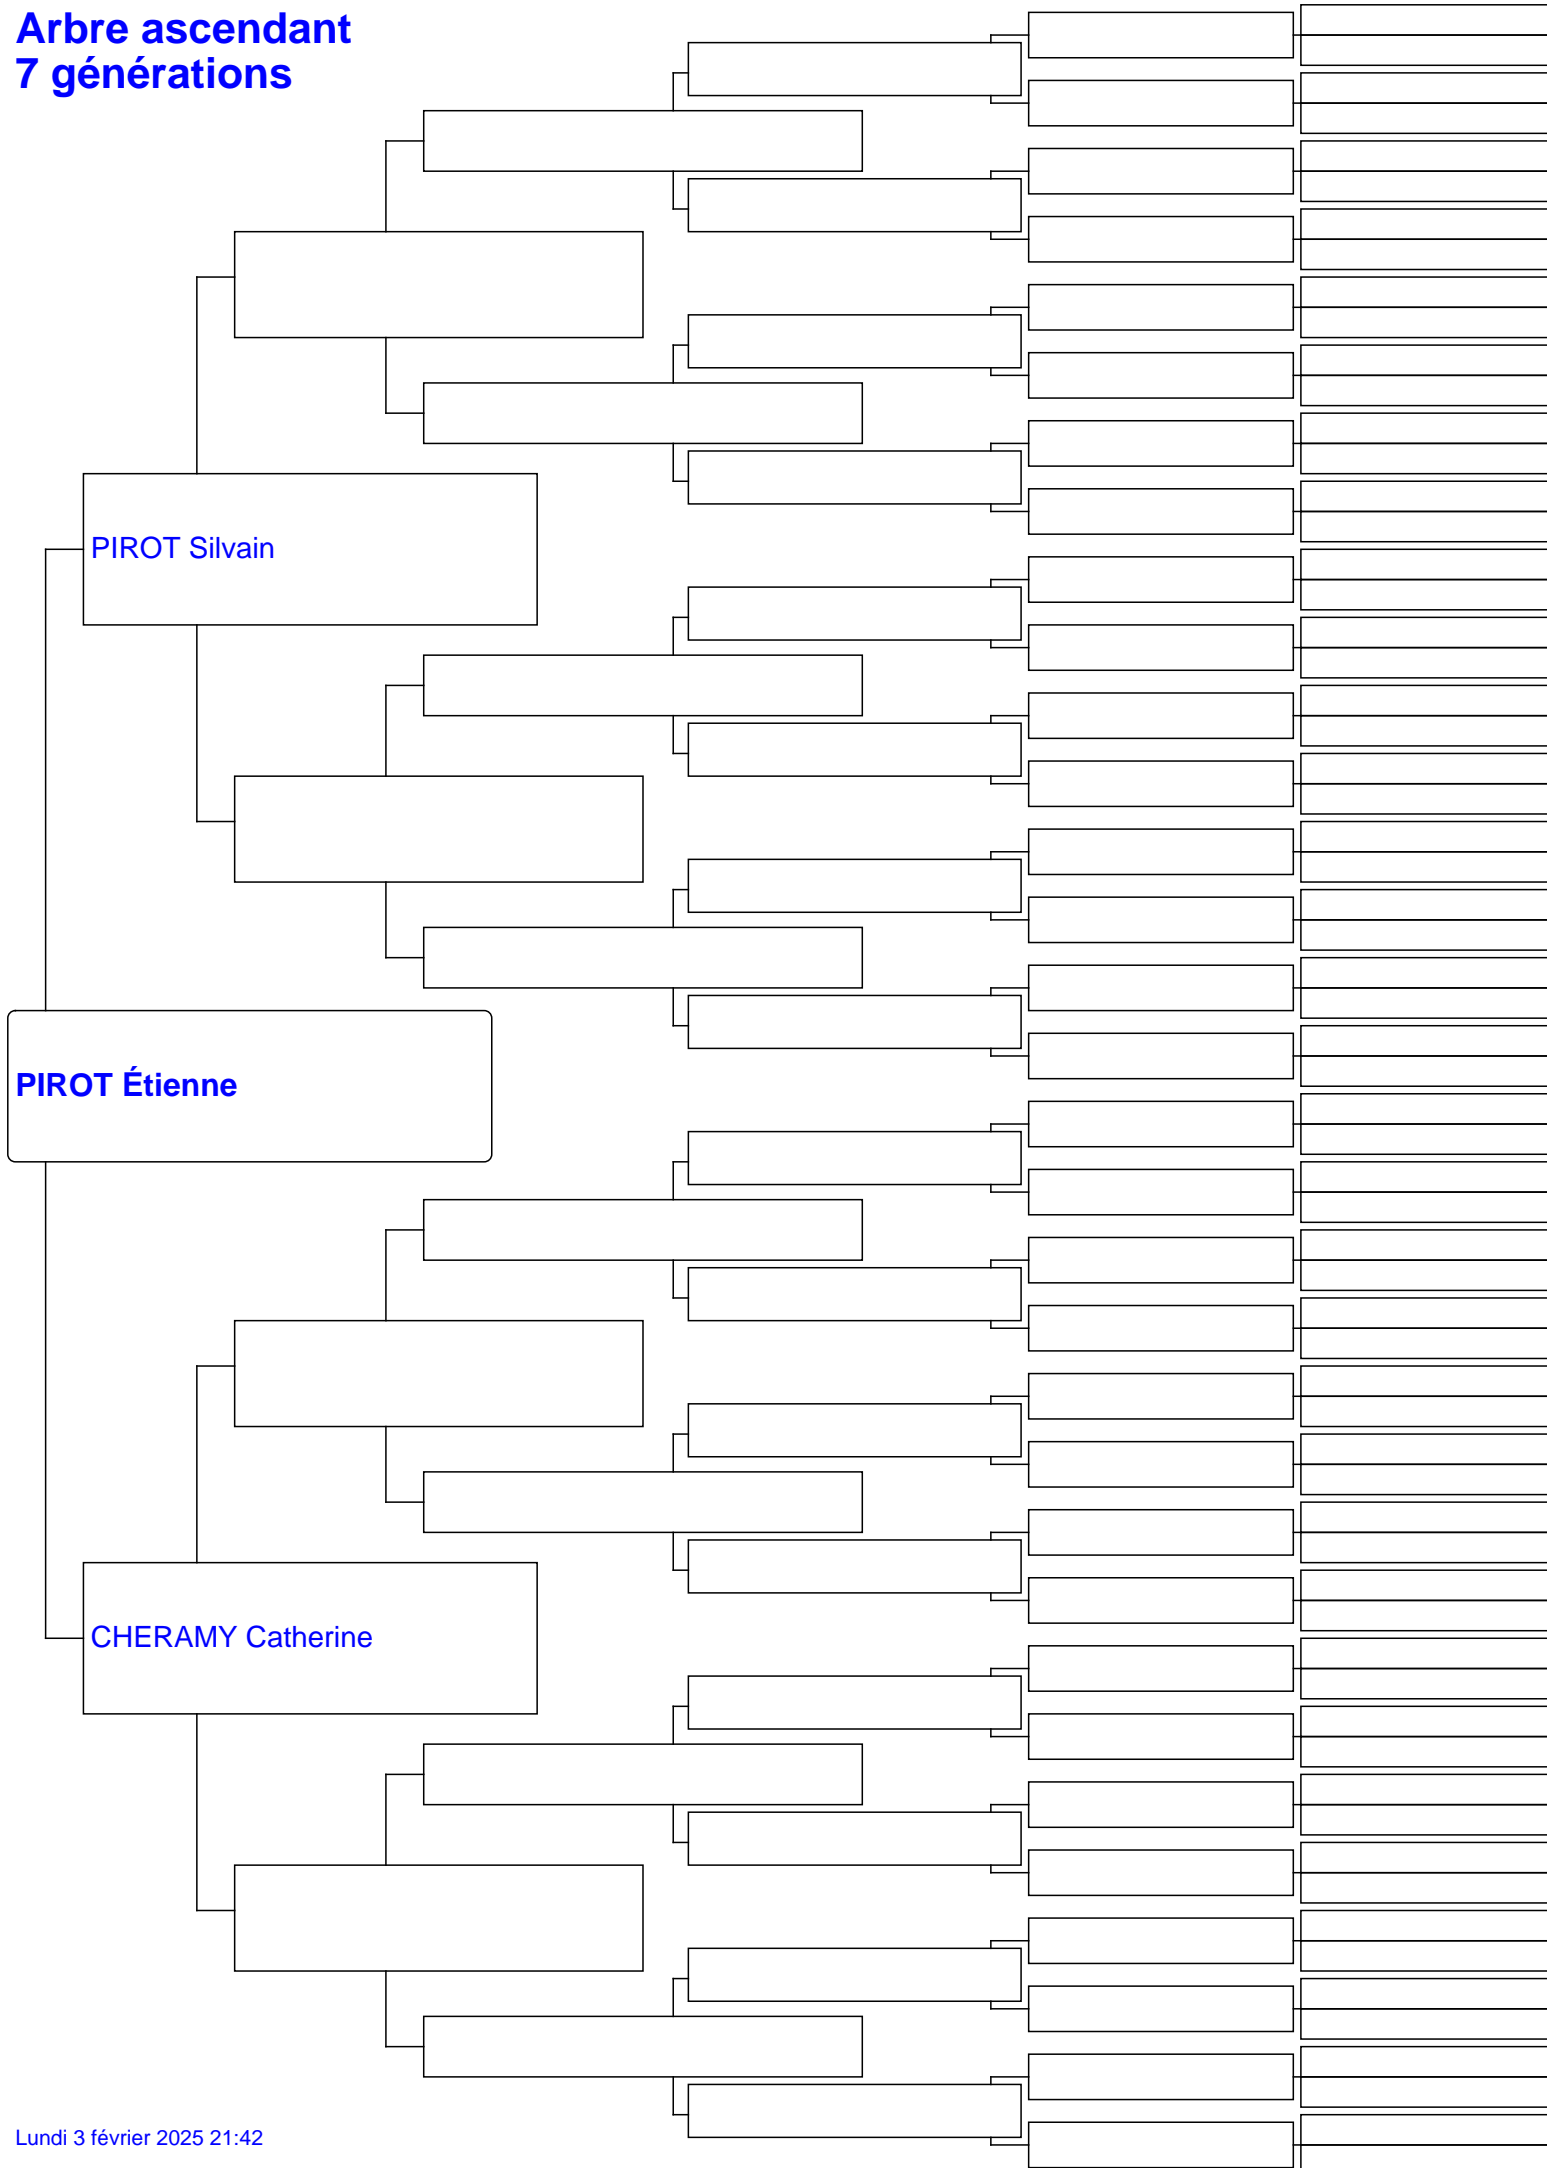 Arbre ascendant
7 générations
PIROT Silvain
PIROT Étienne
CHERAMY Catherine
Lundi 3 février 2025 21:42